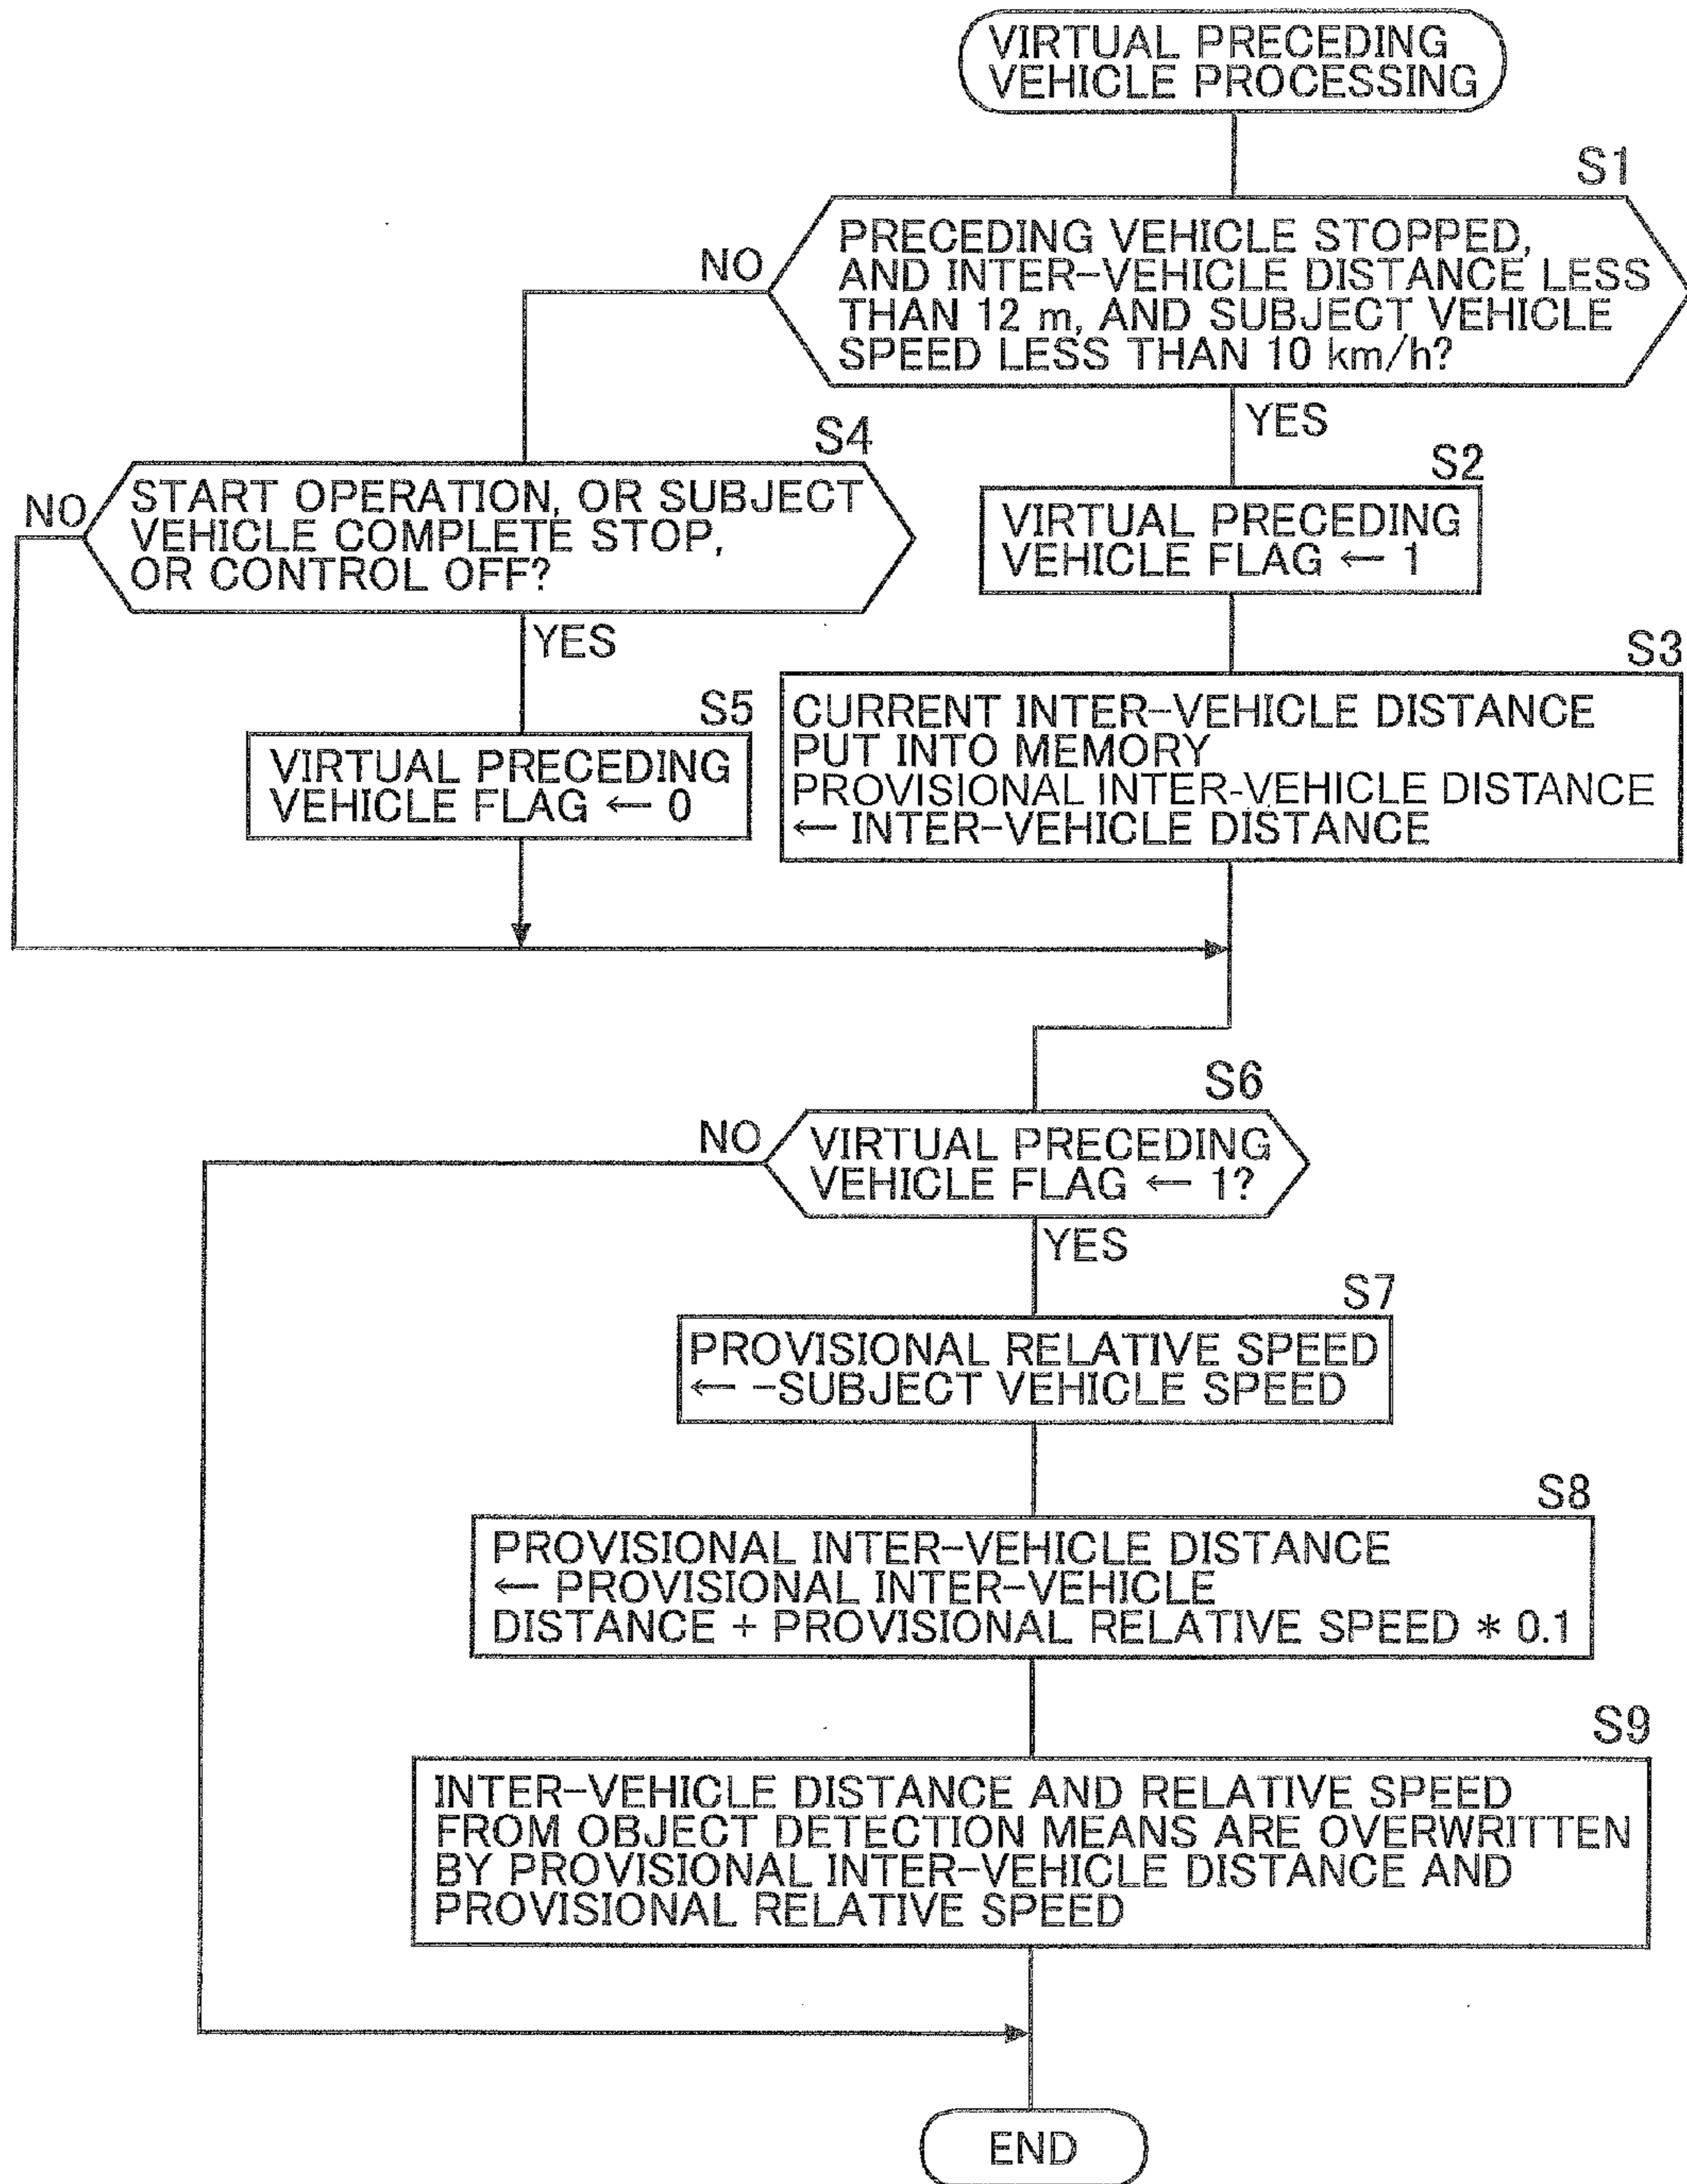 VIRTUAL PRECEDING
VEHICLE PROCESSING
S1
PRECEDING VEHICLE STOPPED,
AND INTER-VEHICLE DISTANCE LESS
THAN 12 m, AND SUBJECT VEHICLE
SPEED LESS THAN 10 km/h?
NO
YES
S4
START OPERATION, OR SUBJECT
VEHICLE COMPLETE STOP,
OR CONTROL OFF?
NO
YES
S2
VIRTUAL PRECEDING
VEHICLE FLAG ← 1
S3
CURRENT INTER-VEHICLE DISTANCE
PUT INTO MEMORY
PROVISIONAL INTER-VEHICLE DISTANCE
← INTER-VEHICLE DISTANCE
S5
VIRTUAL PRECEDING
VEHICLE FLAG ← 0
S6
VIRTUAL PRECEDING
VEHICLE FLAG ← 1?
NO
YES
S7
PROVISIONAL RELATIVE SPEED
← -SUBJECT VEHICLE SPEED
S8
PROVISIONAL INTER-VEHICLE DISTANCE
← PROVISIONAL INTER-VEHICLE
DISTANCE + PROVISIONAL RELATIVE SPEED * 0.1
S9
INTER-VEHICLE DISTANCE AND RELATIVE SPEED
FROM OBJECT DETECTION MEANS ARE OVERWRITTEN
BY PROVISIONAL INTER-VEHICLE DISTANCE AND
PROVISIONAL RELATIVE SPEED
END